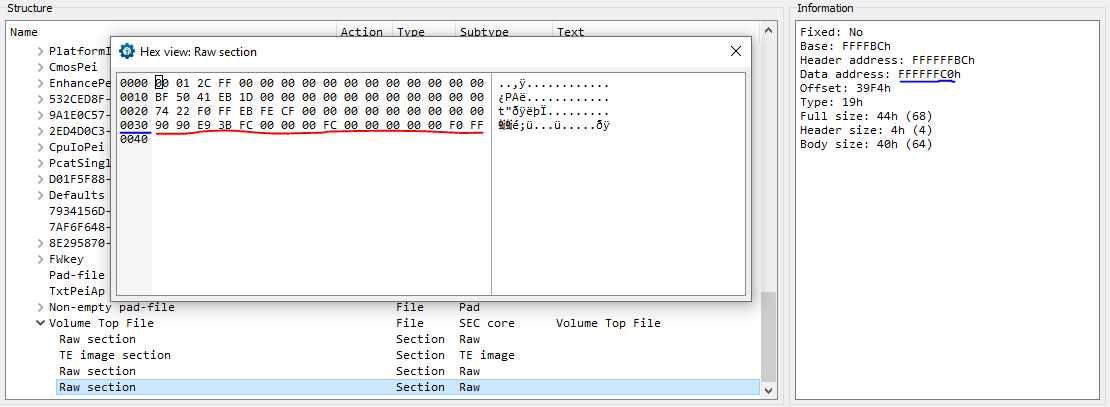 Structure
Name Action Type Subtype Text
PlatformI
CmosPei
EnhancePe
532CED8F-
9A1E0C57-
2ED4D0C3-
CpuIoPei
PcatSingl
D01F5F88-
Defaults
7934156D-
7AF6F648-
8E295870-
FWkey
Pad-file
TxtPeiAp
Non-empty pad-file File Pad
Volume Top File File SEC core Volume Top File
Raw section Section Raw
TE image section Section TE image
Raw section Section Raw
Raw section Section Raw
Hex view: Raw section
0000 00 01 2C FF 00 00 00 00 00 00 00 00 00 00 00 00 ..,ÿ............
0010 BF 50 41 EB 1D 00 00 00 00 00 00 00 00 00 00 00 ¿PAë............
0020 74 22 F0 FF EB FE CF 00 00 00 00 00 00 00 00 00 t"ðÿëþÏ.........
0030 90 90 E9 3B FC 00 00 00 FC 00 00 00 00 00 F0 FF é;ü...ü.....ðÿ
0040
Information
Fixed: No
Base: FFFFBCh
Header address: FFFFFFBCh
Data address: FFFFFFC0h
Offset: 39F4h
Type: 19h
Full size: 44h (68)
Header size: 4h (4)
Body size: 40h (64)